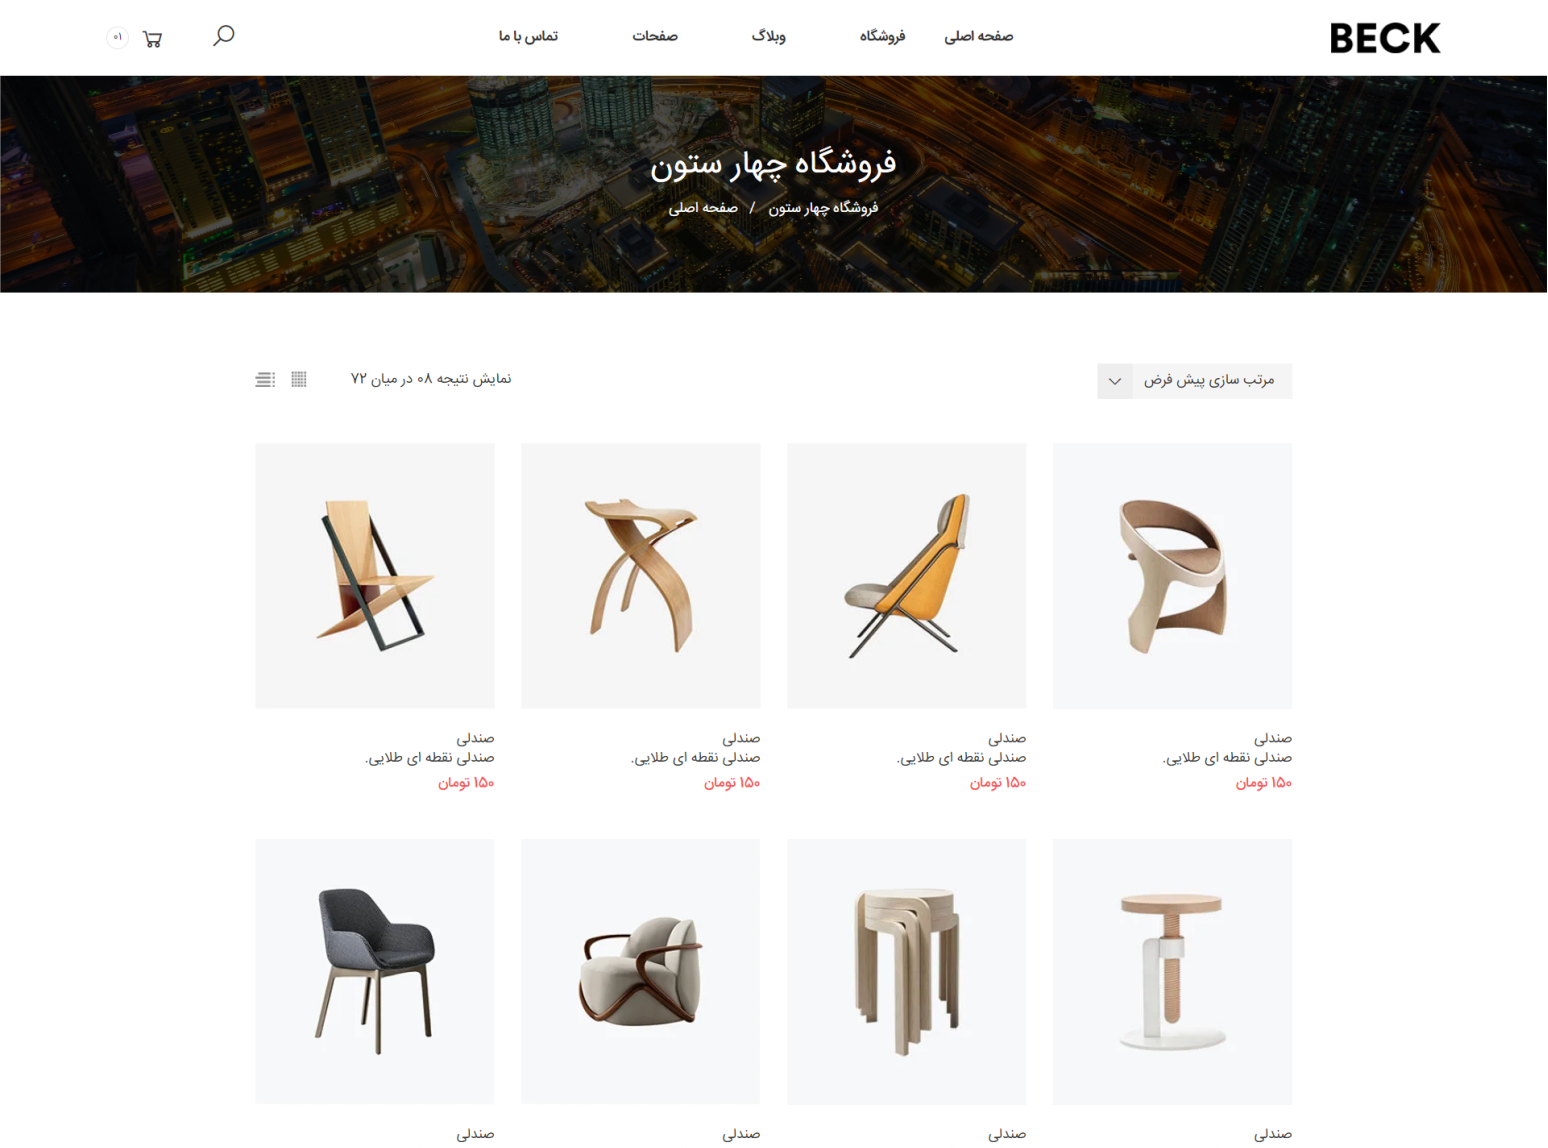 BECK
صفحه اصلی
فروشگاه
وبلاگ
صفحات
تماس با ما
۰۱
فروشگاه چهار ستون
فروشگاه چهار ستون / صفحه اصلی
مرتب سازی پیش فرض
نمایش نتیجه ۰۸ در میان ۷۲
صندلی
صندلی نقطه ای طلایی.
۱۵۰ تومان
صندلی
صندلی نقطه ای طلایی.
۱۵۰ تومان
صندلی
صندلی نقطه ای طلایی.
۱۵۰ تومان
صندلی
صندلی نقطه ای طلایی.
۱۵۰ تومان
صندلی
صندلی
صندلی
صندلی